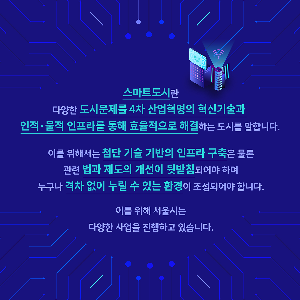 스마트도시란
다양한 도시문제를 4차 산업혁명의 혁신기술과
인적·물적 인프라를 통해 효율적으로 해결하는 도시를 말합니다.
이를 위해서는 첨단 기술 기반의 인프라 구축은 물론
관련 법과 제도의 개선이 뒷받침되어야 하며
누구나 격차 없이 누릴 수 있는 환경이 조성되어야 합니다.
이를 위해 서울시는
다양한 사업을 진행하고 있습니다.